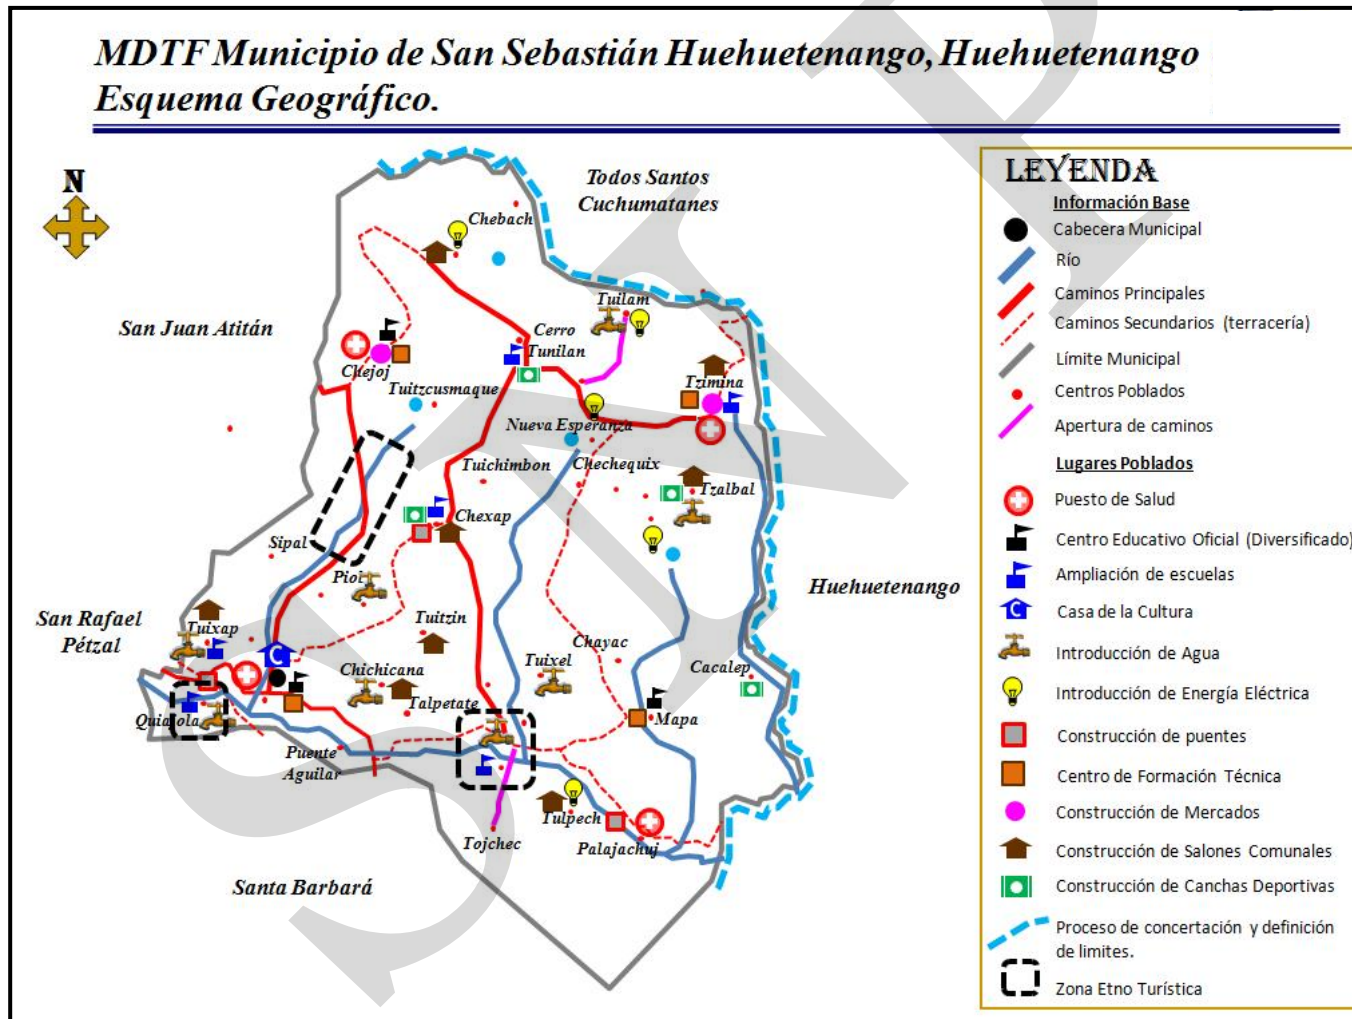 MDTF Municipio de San Sebastián Huehuetenango, Huehuetenango
Esquema Geográfico.
N
Todos Santos
Cuchumatanes
San Juan Atitán
San Rafael
Pétzal
Huehuetenango
Santa Barbará
Chebach
Tuilam
Cerro
Tunilan
Chejoj
Tuitzcusmaque
Tzimina
Nueva Esperanza
Tuichimbon
Chechequix
Tzalbal
Chexap
Sipal
Piol
Tuixap
Tuitzin
Chichicana
Tuixel
Chayac
Cacalep
Talpetate
Mapa
Puente
Aguilar
Tulpech
Tojchec
Palajachuj
LEYENDA
Información Base
Cabecera Municipal
Río
Caminos Principales
Caminos Secundarios (terracería)
Límite Municipal
Centros Poblados
Apertura de caminos
Lugares Poblados
Puesto de Salud
Centro Educativo Oficial (Diversificado)
Ampliación de escuelas
C
Casa de la Cultura
Introducción de Agua
Introducción de Energía Eléctrica
Construcción de puentes
Centro de Formación Técnica
Construcción de Mercados
Construcción de Salones Comunales
Construcción de Canchas Deportivas
Proceso de concertación y definición
de limites.
Zona Etno Turística
C